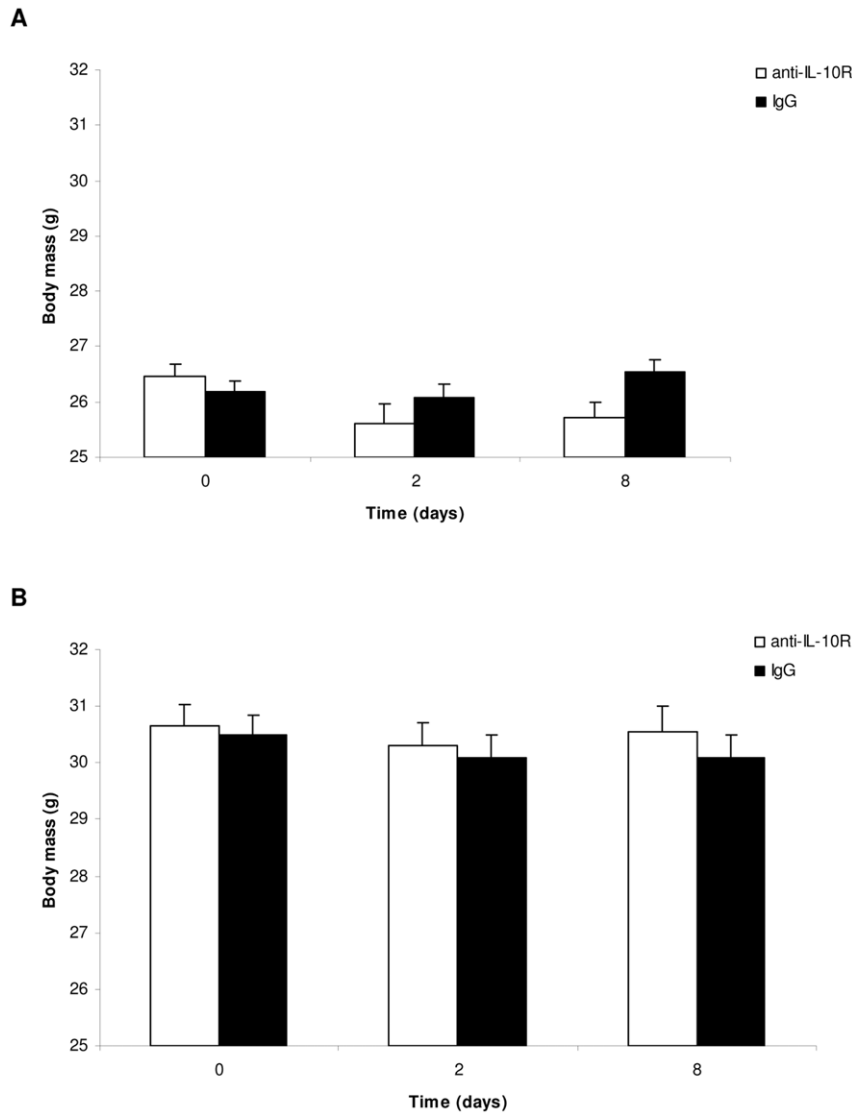 A
anti-IL-10R
IgG
32
31
30
29
28
27
26
25
Body mass (g)
0 2 8
Time (days)
B
anti-IL-10R
IgG
32
31
30
29
28
27
26
25
Body mass (g)
0 2 8
Time (days)